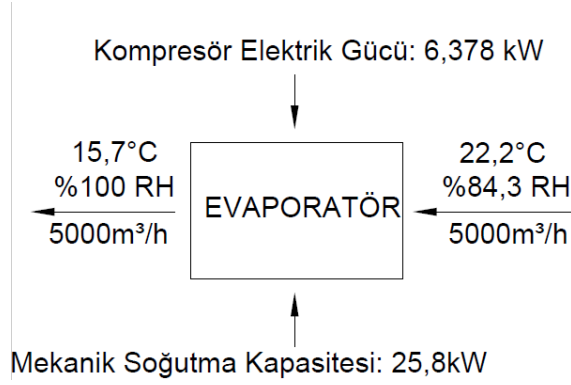 Kompresör Elektrik Gücü: 6,378 kW
15,7°C
%100 RH
5000m³/h
EVAPORATÖR
22,2°C
%84,3 RH
5000m³/h
Mekanik Soğutma Kapasitesi: 25,8kW